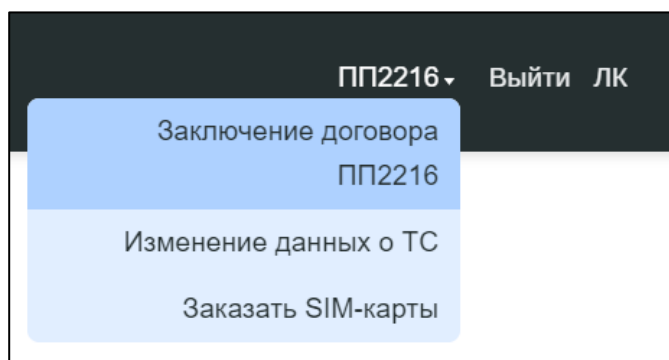 ПП2216 Выйти ЛК
Заключение договора
ПП2216
Изменение данных о ТС
Заказать SIM-карты